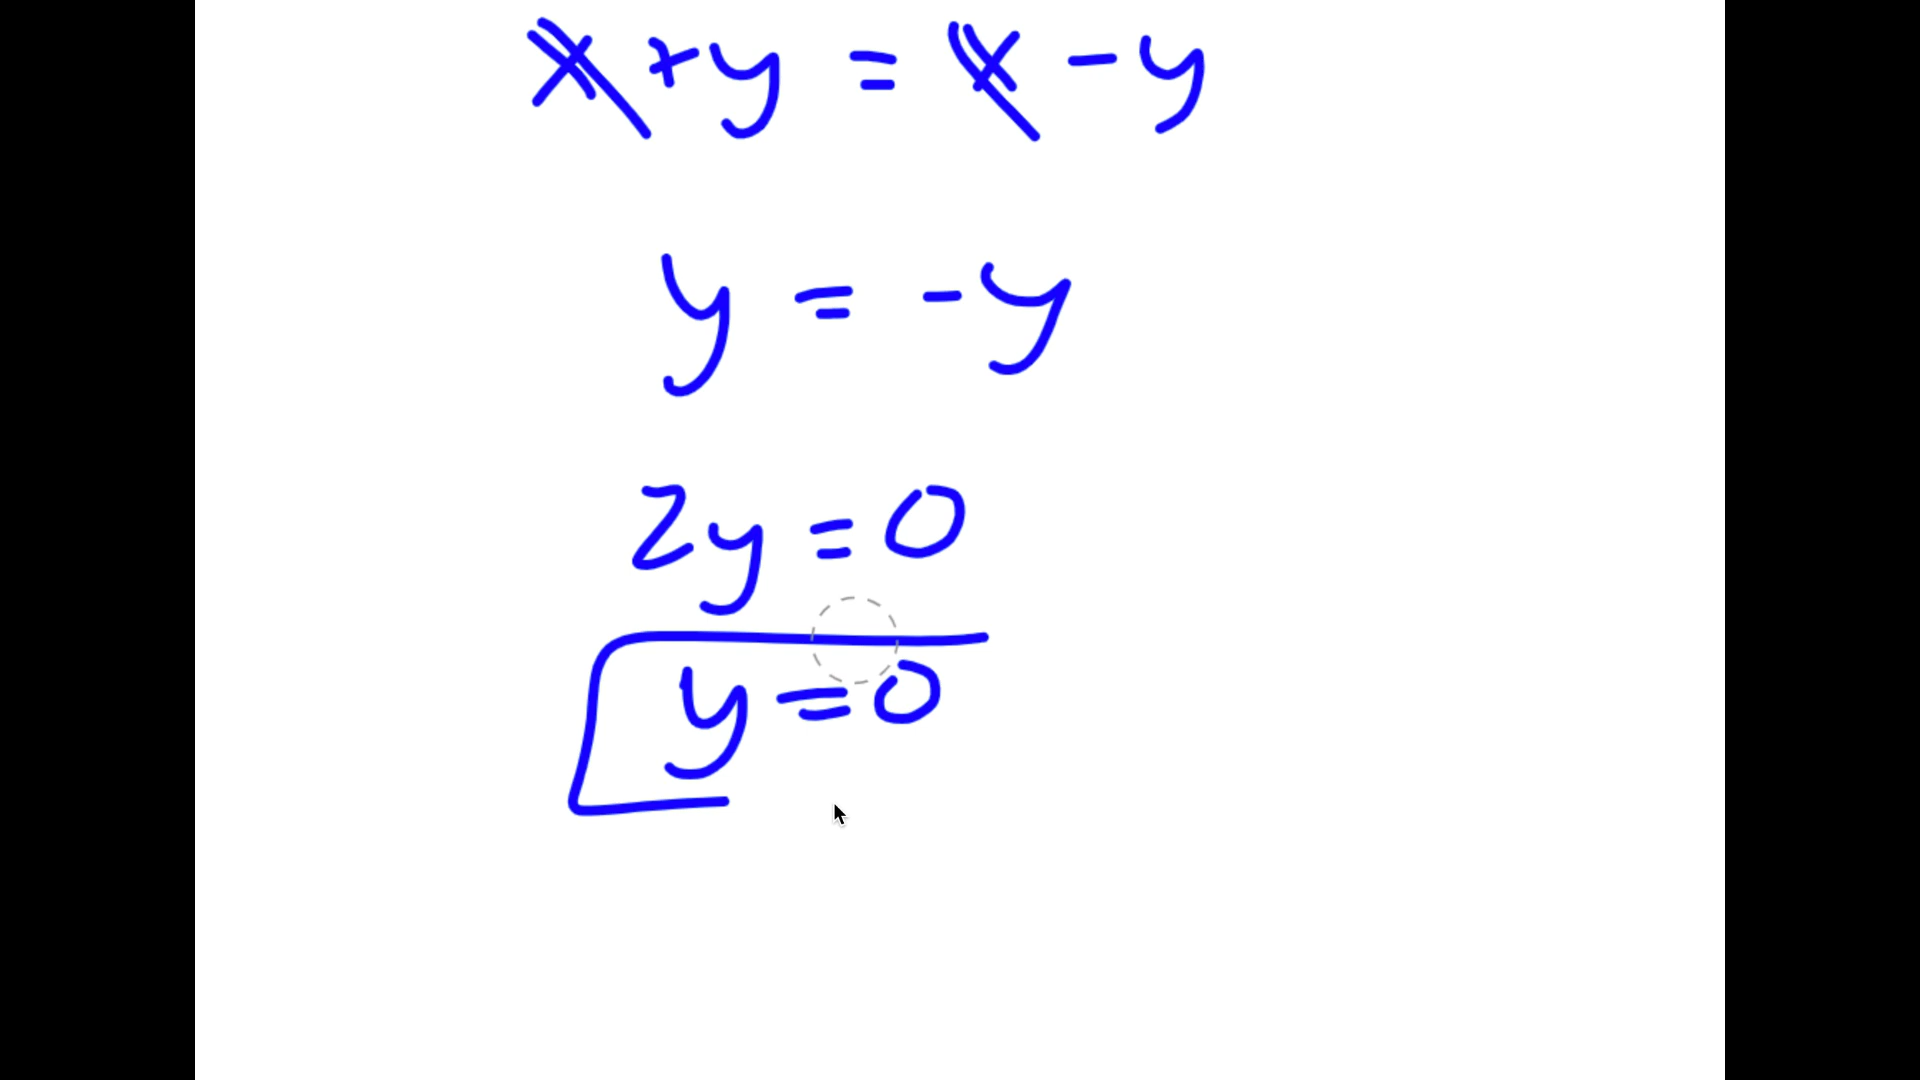 x + y = x - y
y = -y
2y = 0
y = 0